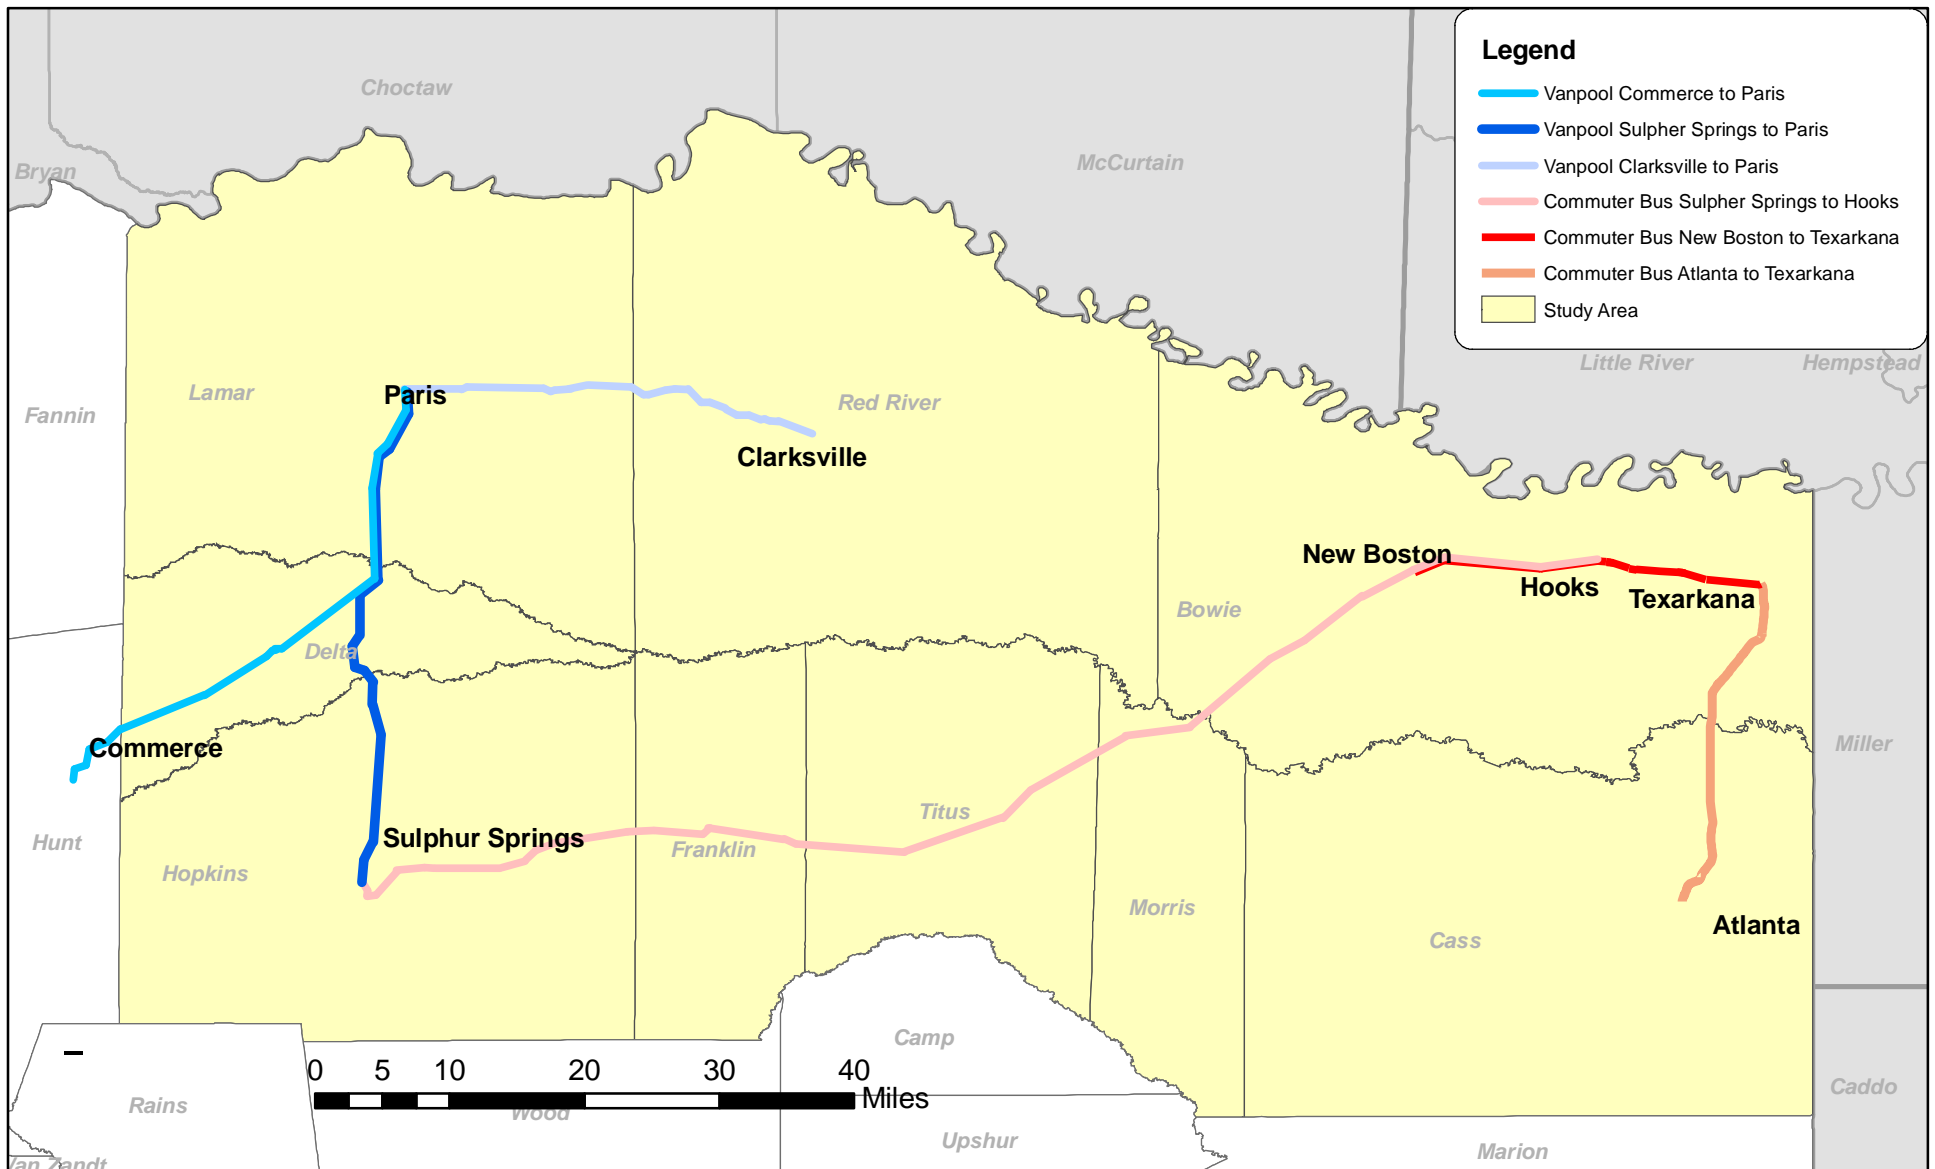 Legend
Vanpool Commerce to Paris
Vanpool Sulpher Springs to Paris
Vanpool Clarksville to Paris
Commuter Bus Sulpher Springs to Hooks
Commuter Bus New Boston to Texarkana
Commuter Bus Atlanta to Texarkana
Study Area
Choctaw
Bryan
McCurtain
Little River
Hempstead
Lamar
Paris
Red River
Fannin
Clarksville
New Boston
Hooks
Texarkana
Bowie
Delta
Commerce
Miller
Titus
Sulphur Springs
Hunt
Franklin
Hopkins
Morris
Atlanta
Cass
Camp
0 5 10 20 30 40
Miles
Caddo
Rains
Wood
Upshur
Marion
Van Zandt